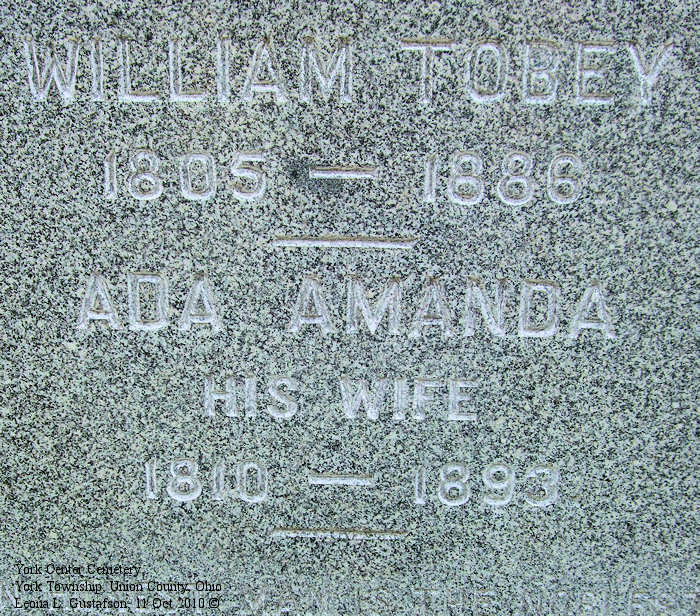 WILLIAM TOBEY
1805 — 1886
ADA AMANDA
HIS WIFE
1810 — 1893
York Center Cemetery,
York Township, Union County, Ohio
Leona L. Gustafson, 11 Oct 2010 ©